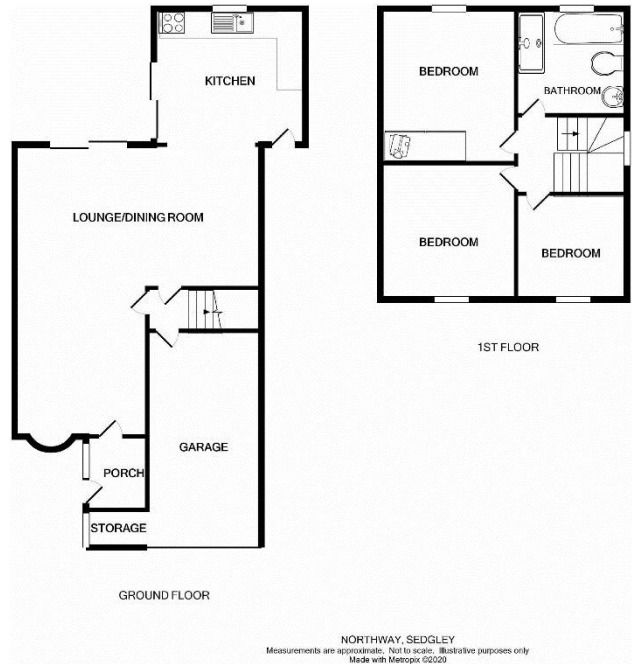 KITCHEN
LOUNGE/DINING ROOM
GARAGE
PORCH
STORAGE
GROUND FLOOR
BEDROOM
BATHROOM
BEDROOM
BEDROOM
1ST FLOOR
NORTHWAY, SEDGLEY
Measurements are approximate. Not to scale. Illustrative purposes only
Made with Metropix ©2020